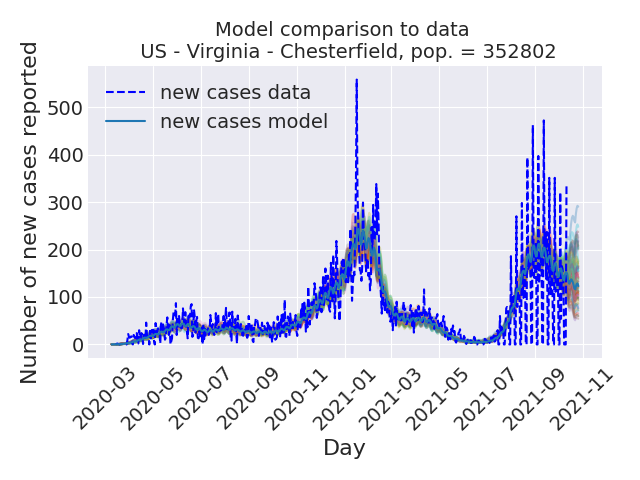 Model comparison to data
US - Virginia - Chesterfield, pop. = 352802
new cases data
new cases model
Number of new cases reported
500
400
300
200
100
0
2020-03
2020-05
2020-07
2020-09
2020-11
2021-01
2021-03
2021-05
2021-07
2021-09
2021-11
Day